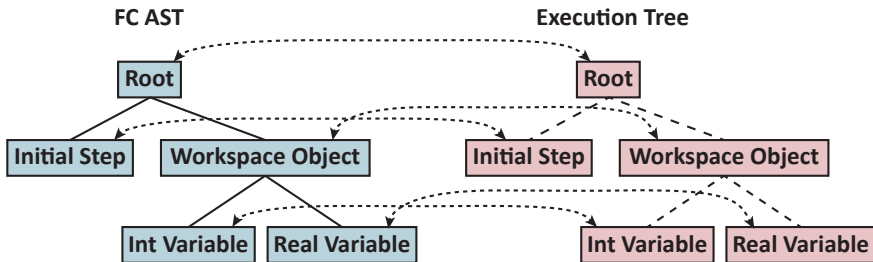 FC AST
Execution Tree
Root
Root
Initial Step
Workspace Object
Initial Step
Workspace Object
Int Variable
Real Variable
Int Variable
Real Variable